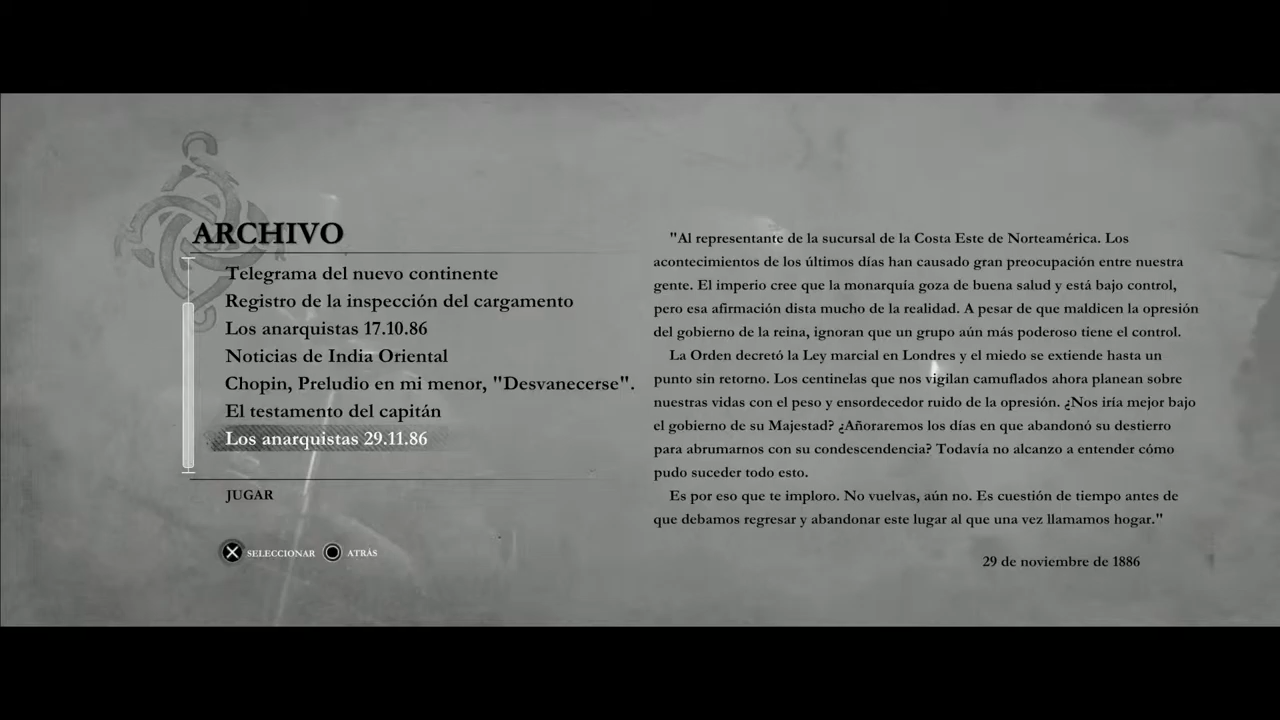 ARCHIVO
Telegrama del nuevo continente
Registro de la inspección del cargamento
Los anarquistas 17.10.86
Noticias de India Oriental
Chopin, Preludio en mi menor, "Desvanecerse".
El testamento del capitán
Los anarquistas 29.11.86
JUGAR
SELECCIONAR ATRÁS
"Al representante de la sucursal de la Costa Este de Norteamérica. Los
acontecimientos de los últimos días han causado gran preocupación entre nuestra
gente. El imperio cree que la monarquía goza de buena salud y está bajo control,
pero esa afirmación dista mucho de la realidad. A pesar de que maldicen la opresión
del gobierno de la reina, ignoran que un grupo aún más poderoso tiene el control.
La Orden decretó la Ley marcial en Londres y el miedo se extiende hasta un
punto sin retorno. Los centinelas que nos vigilan camuflados ahora planean sobre
nuestras vidas con el peso y ensordecedor ruido de la opresión. ¿Nos iría mejor bajo
el gobierno de su Majestad? ¿Añoraremos los días en que abandonó su destierro
para abrumarnos con su condescendencia? Todavía no alcanzo a entender cómo
pudo suceder todo esto.
Es por eso que te imploro. No vuelvas, aún no. Es cuestión de tiempo antes de
que debamos regresar y abandonar este lugar al que una vez llamamos hogar."
29 de noviembre de 1886